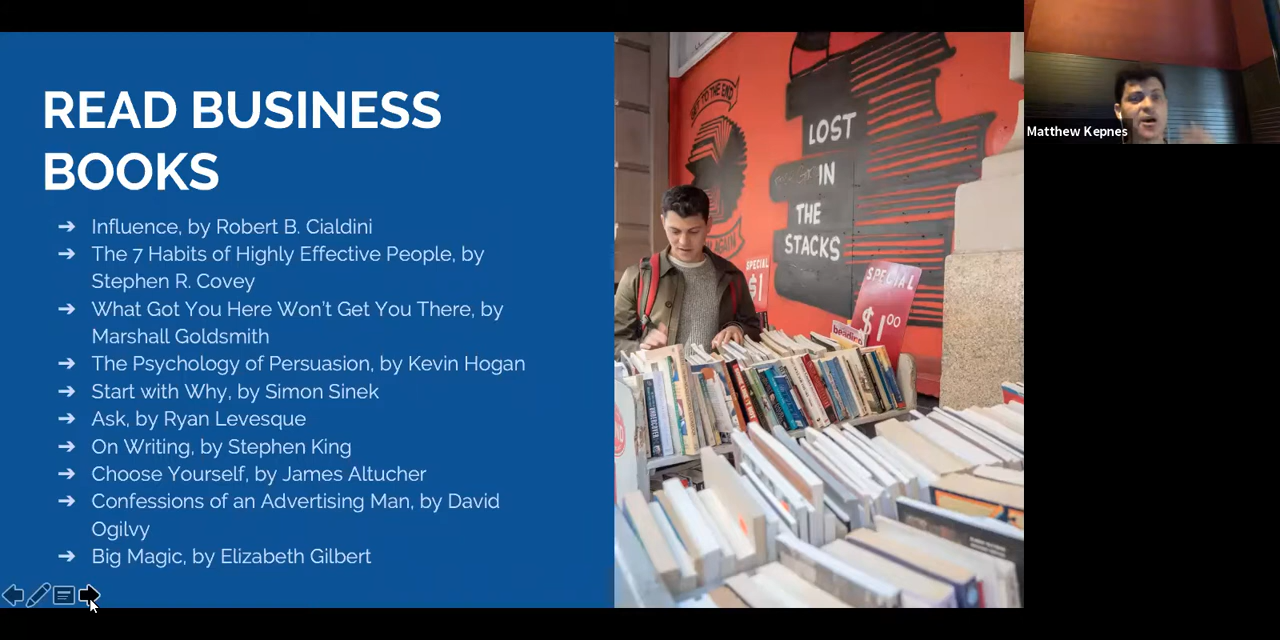 READ BUSINESS
BOOKS
➔ Influence, by Robert B. Cialdini
➔ The 7 Habits of Highly Effective People, by
Stephen R. Covey
➔ What Got You Here Won't Get You There, by
Marshall Goldsmith
➔ The Psychology of Persuasion, by Kevin Hogan
➔ Start with Why, by Simon Sinek
➔ Ask, by Ryan Levesque
➔ On Writing, by Stephen King
➔ Choose Yourself, by James Altucher
➔ Confessions of an Advertising Man, by David
Ogilvy
➔ Big Magic, by Elizabeth Gilbert
LOST
IN
THE
STACKS
TO THE END
AGAIN
SPECIAL
$1
SPECIAL
$1.00
Matthew Kepnes